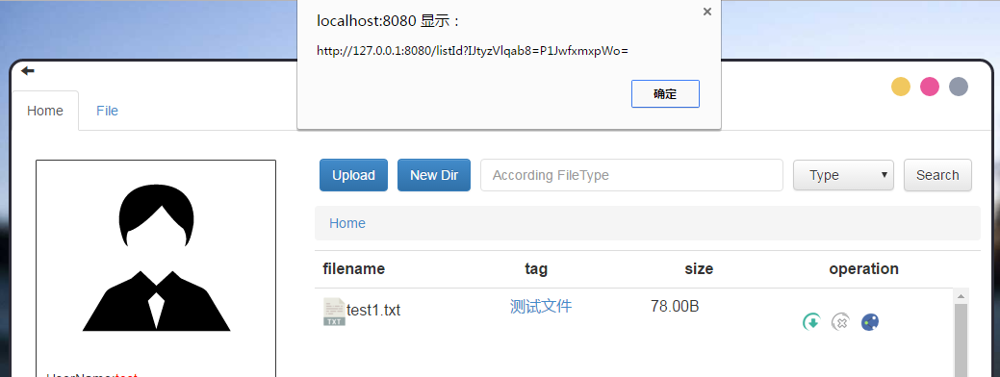 localhost:8080 显示：
http://127.0.0.1:8080/listId?IJtyzVlqab8=P1JwfxmxpWo=
确定
Home File
Upload New Dir According FileType Type Search
Home
filename tag size operation
test1.txt 测试文件 78.00B
TXT
UserName:test